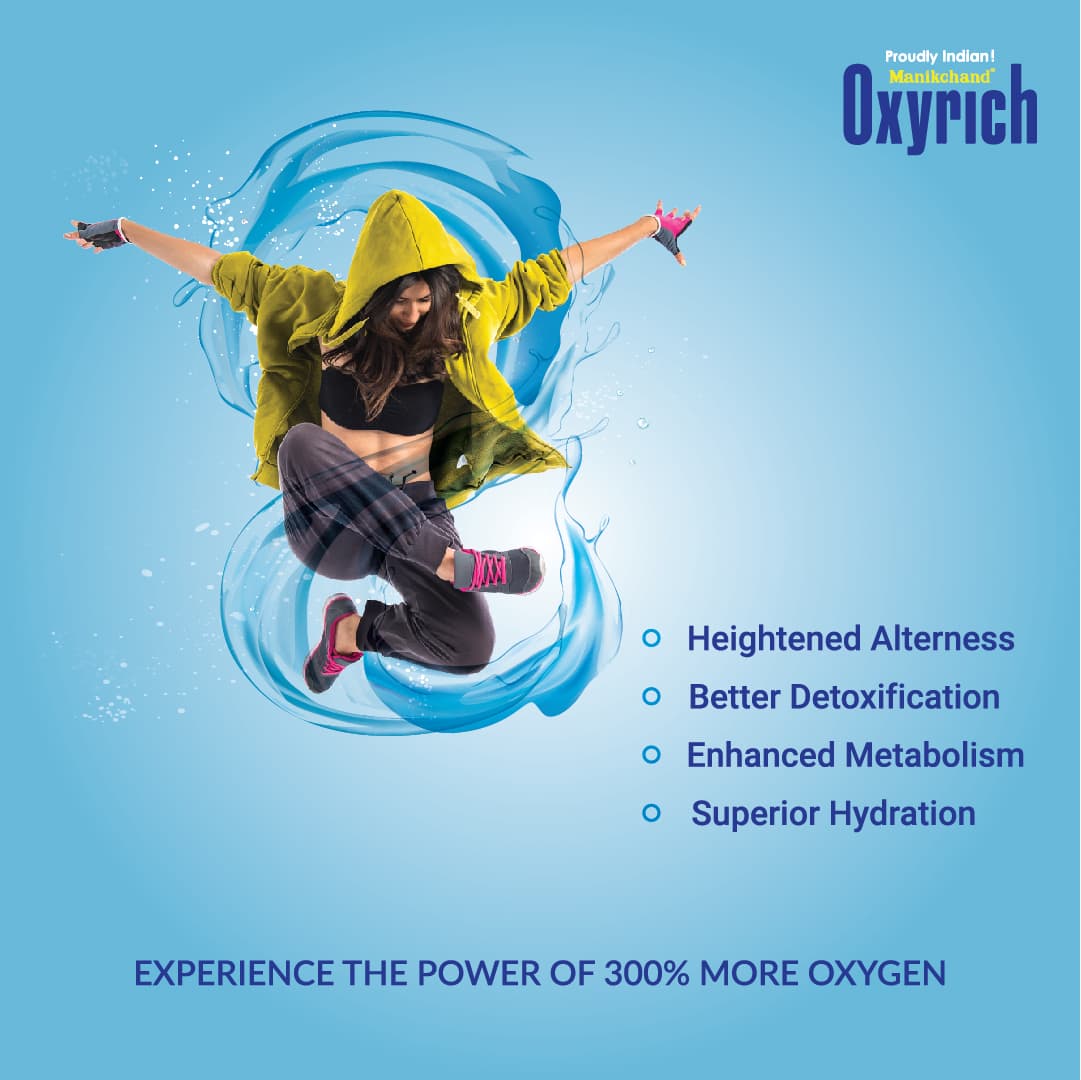 Proudly Indian!
Manikchand®
Oxyrich
Heightened Alterness
Better Detoxification
Enhanced Metabolism
Superior Hydration
EXPERIENCE THE POWER OF 300% MORE OXYGEN